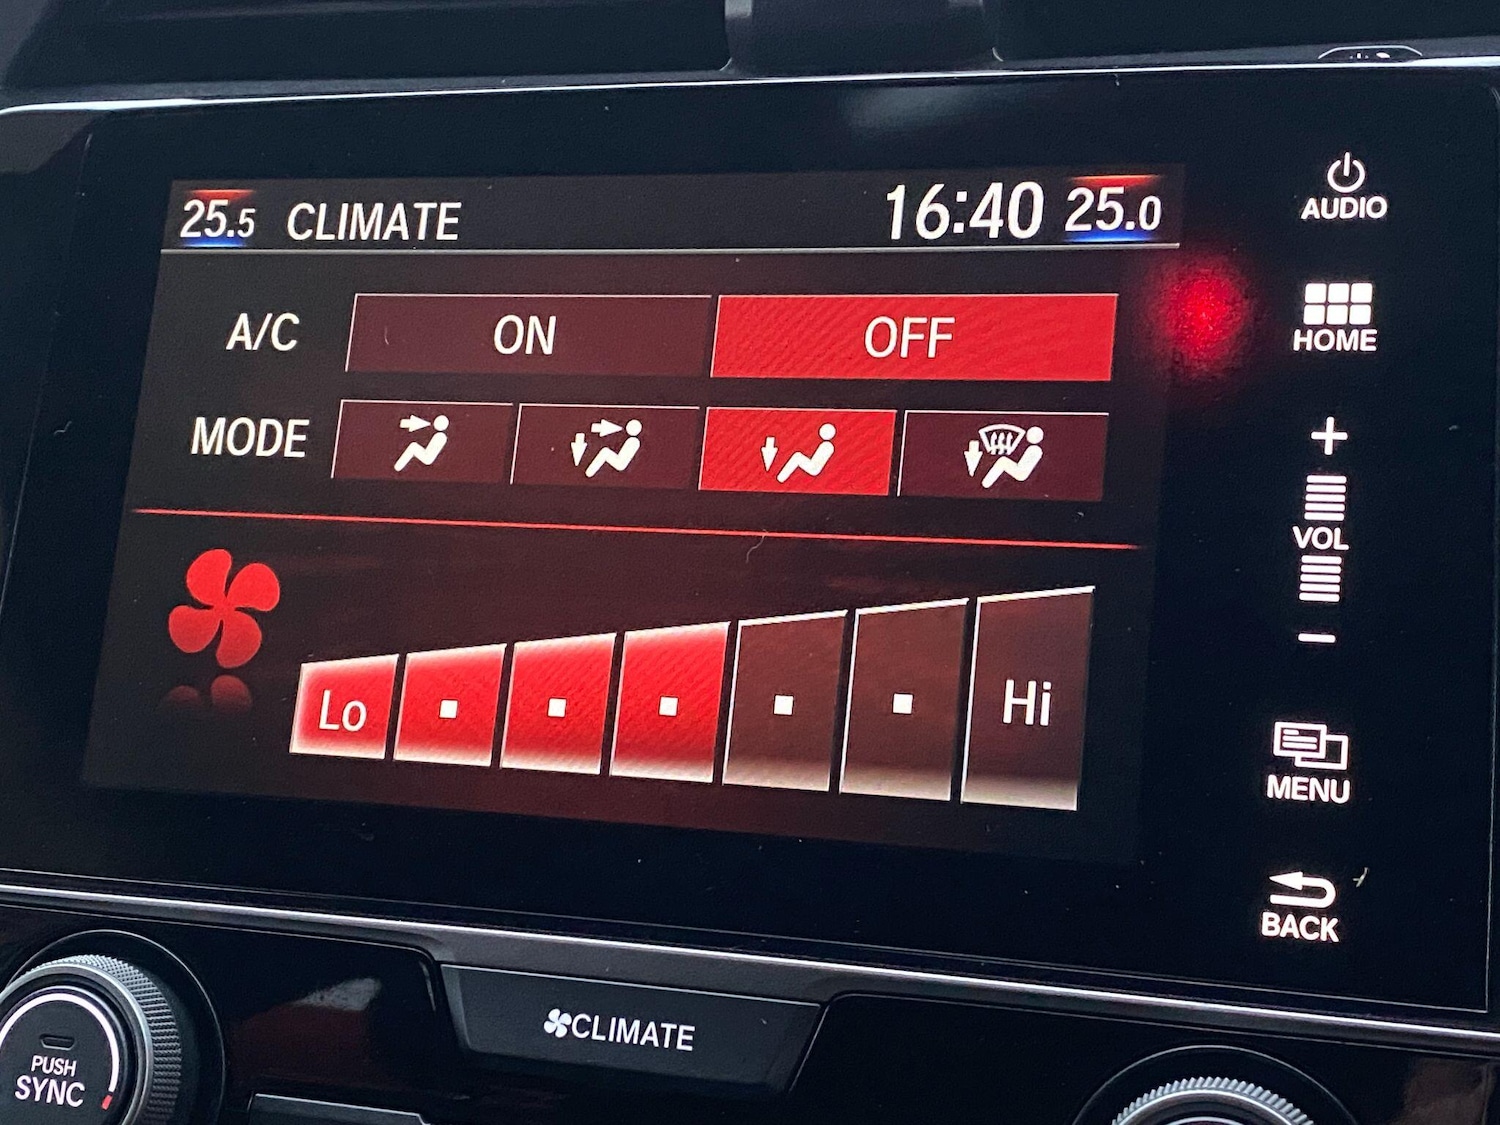 25.5 CLIMATE 16:40 25.0
A/C ON OFF
MODE
Lo Hi
AUDIO
HOME
+
VOL
−
MENU
BACK
CLIMATE
PUSH
SYNC